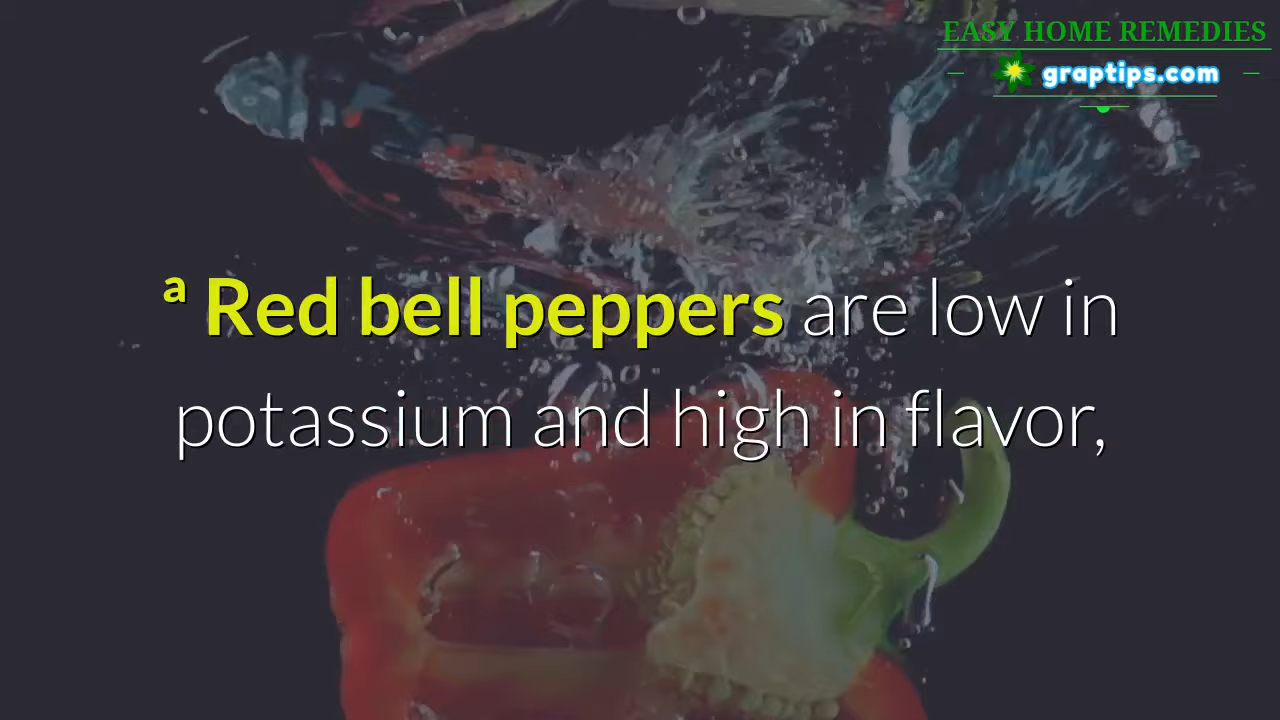 EASY HOME REMEDIES
graptips.com
ª Red bell peppers are low in
potassium and high in flavor,